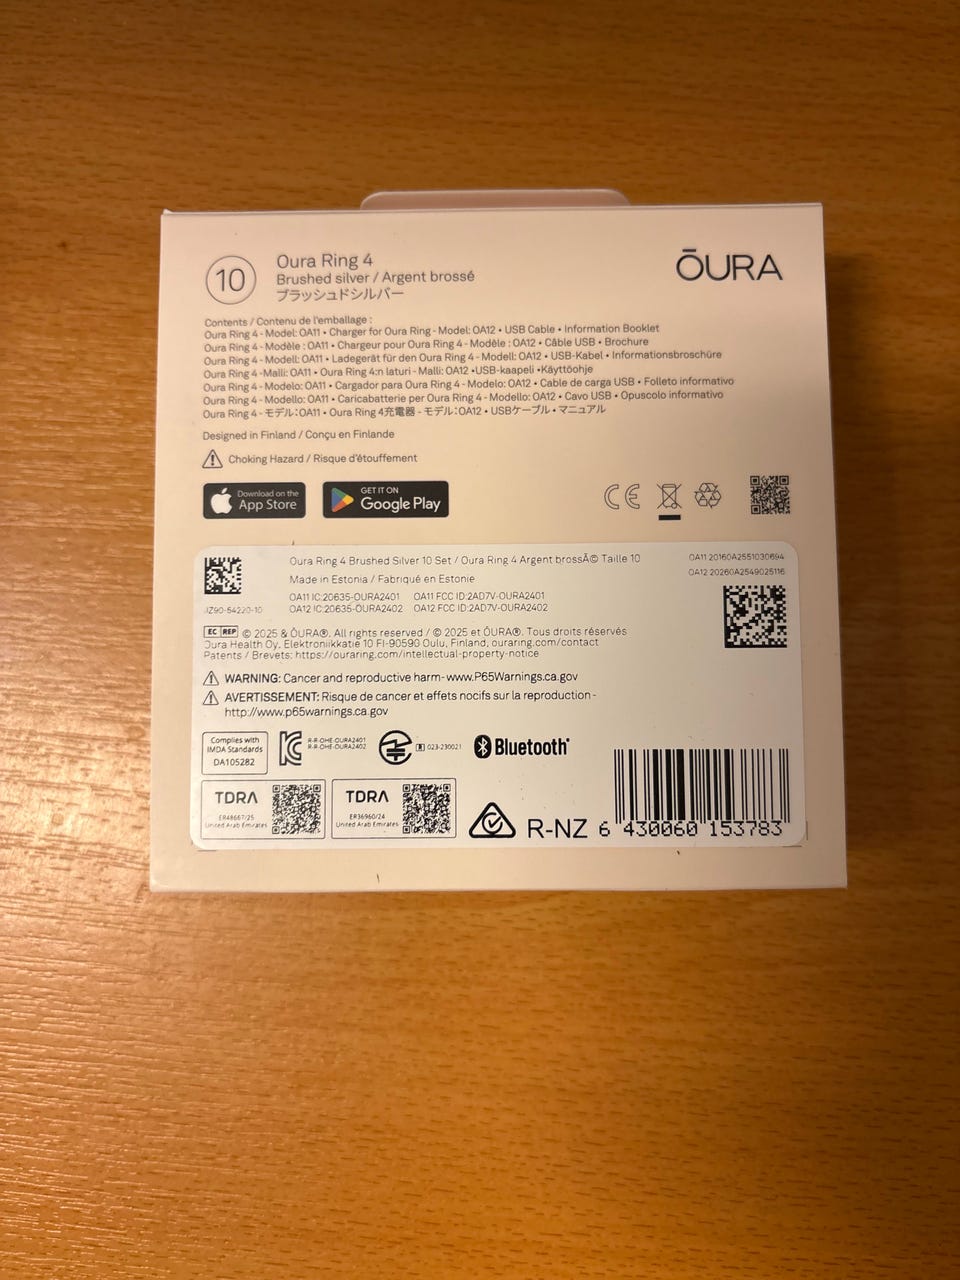 10
Oura Ring 4
Brushed silver / Argent brossé
ブラッシュドシルバー
ŌURA
Contents / Contenu de l'emballage :
Oura Ring 4 - Model: OA11 • Charger for Oura Ring - Model: OA12 • USB Cable • Information Booklet
Oura Ring 4 - Modèle : OA11 • Chargeur pour Oura Ring 4 - Modèle : OA12 • Câble USB • Brochure
Oura Ring 4 - Modell: OA11 • Ladegerät für den Oura Ring 4 - Modell: OA12 • USB-Kabel • Informationsbroschüre
Oura Ring 4 -Malli: OA11 • Oura Ring 4:n laturi - Malli: OA12 •USB-kaapeli •Käyttöohje
Oura Ring 4 - Modelo: OA11 • Cargador para Oura Ring 4 - Modelo: OA12 • Cable de carga USB • Folleto informativo
Oura Ring 4 - Modello: OA11 • Caricabatterie per Oura Ring 4 - Modello: OA12 • Cavo USB • Opuscolo informativo
Oura Ring 4 - モデル：OA11 • Oura Ring 4充電器 - モデル：OA12 • USBケーブル • マニュアル
Designed in Finland / Conçu en Finlande
Choking Hazard / Risque d'étouffement
Download on the
App Store
GET IT ON
Google Play
CE
Oura Ring 4 Brushed Silver 10 Set / Oura Ring 4 Argent brossÃ© Taille 10
OA11 20160A2551030694
OA12 20260A2549025116
Made in Estonia / Fabriqué en Estonie
OA11 IC:20635-OURA2401 OA11 FCC ID:2AD7V-OURA2401
OA12 IC:20635-OURA2402 OA12 FCC ID:2AD7V-OURA2402
JZ90-54220-10
EC REP © 2025 & ŌURA®. All rights reserved / © 2025 et ŌURA®. Tous droits réservés
Oura Health Oy, Elektroniikkatie 10 FI-90590 Oulu, Finland, ouraring.com/contact
Patents / Brevets: https://ouraring.com/intellectual-property-notice
WARNING: Cancer and reproductive harm- www.P65Warnings.ca.gov
AVERTISSEMENT: Risque de cancer et effets nocifs sur la reproduction -
http://www.p65warnings.ca.gov
Complies with
IMDA Standards
DA105282
R-R-OHE-OURA2401
R-R-OHE-OURA2402
R 023-230021
Bluetooth®
TDRA
ER48667/25
United Arab Emirates
TDRA
ER36960/24
United Arab Emirates
R-NZ
6 430060 153783